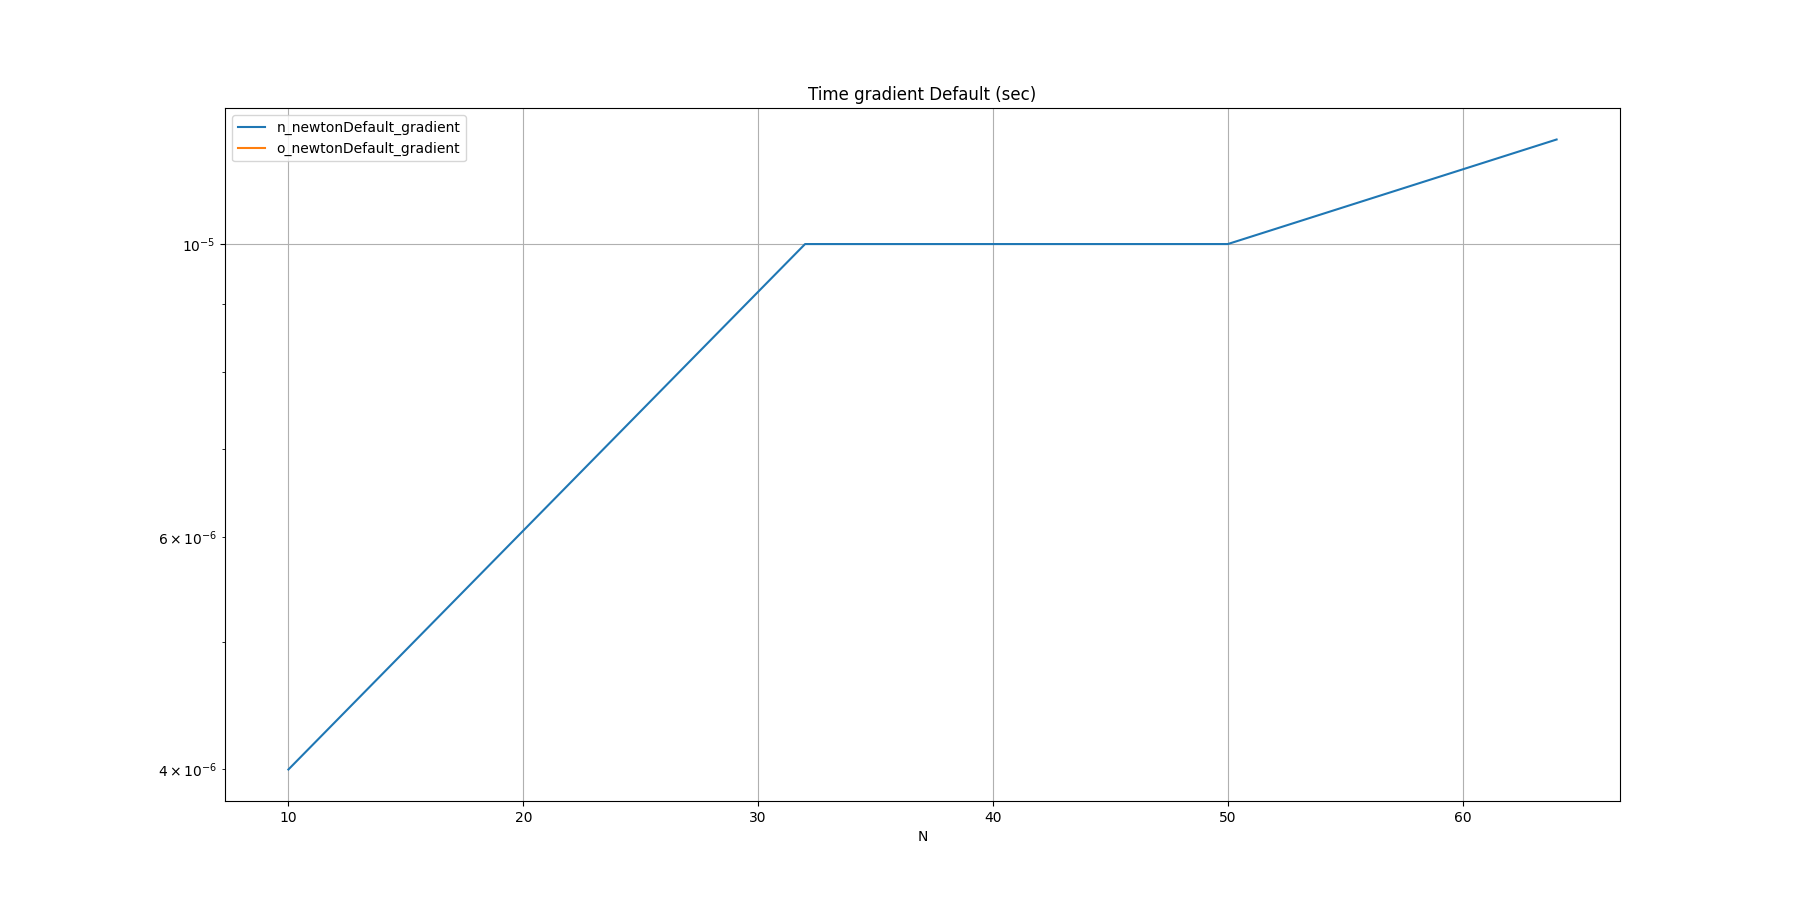 Time gradient Default (sec)
n_newtonDefault_gradient
o_newtonDefault_gradient
10⁻⁵
6 × 10⁻⁶
4 × 10⁻⁶
10 20 30 40 50 60
N